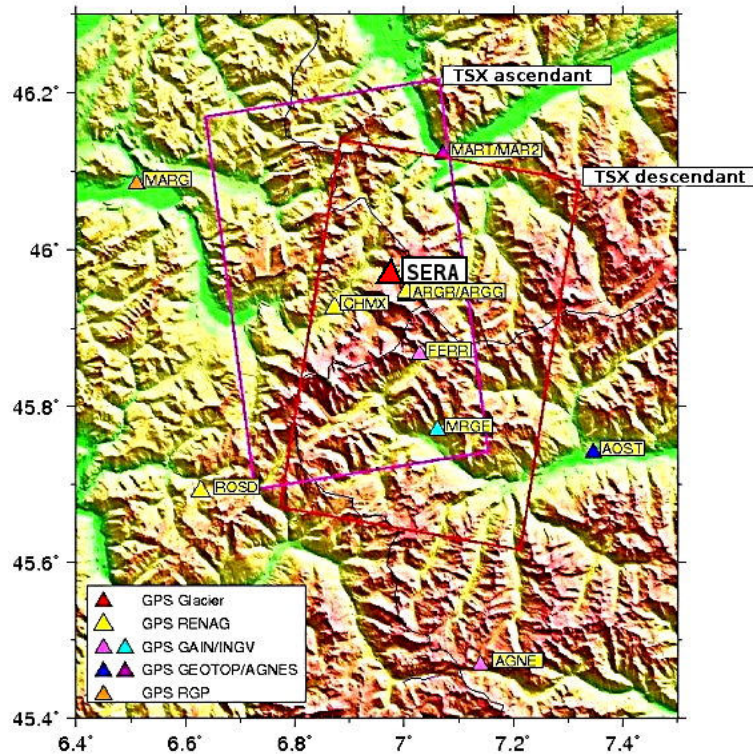 46.2°
46°
45.8°
45.6°
45.4°
TSX ascendant
MART/MAR2
TSX descendant
MARG
SERA
ARGR/ARGG
CHMX
FERRI
MRGE
AOST
ROSD
AGNE
GPS Glacier
GPS RENAG
GPS GAIN/INGV
GPS GEOTOP/AGNES
GPS RGP
6.4° 6.6° 6.8° 7° 7.2° 7.4°